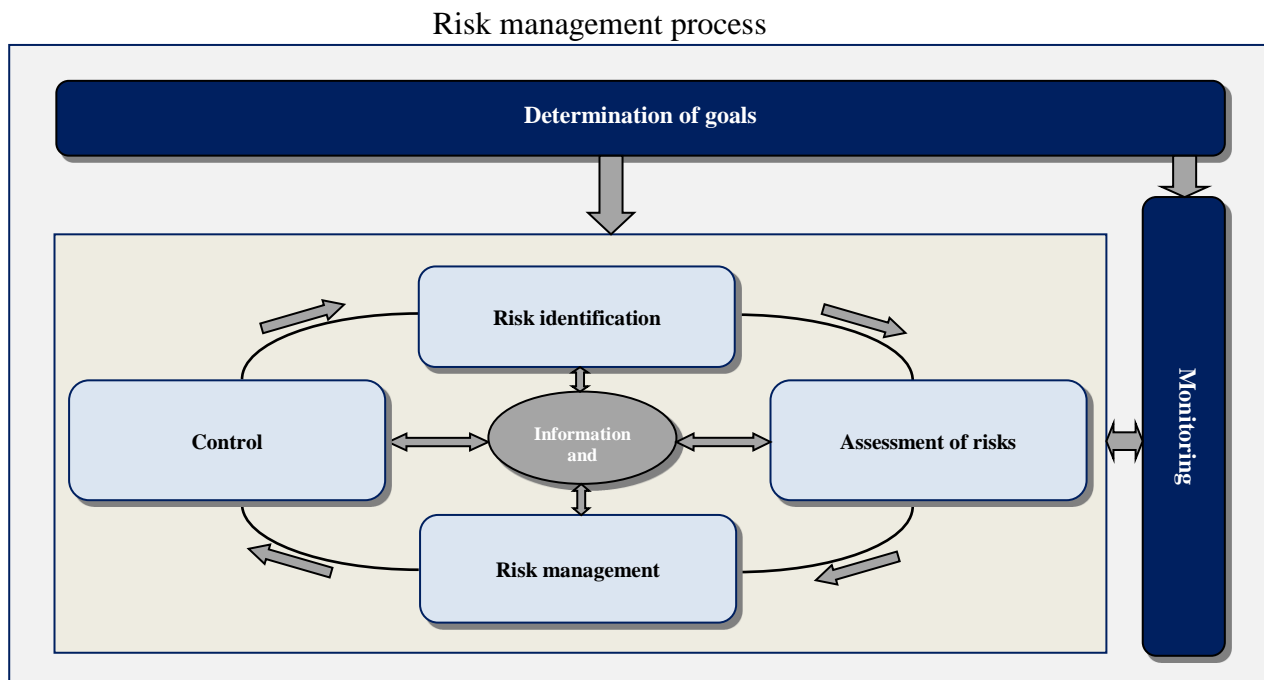 Risk management process
Determination of goals
Risk identification
Control
Information
and
Assessment of risks
Monitoring
Risk management